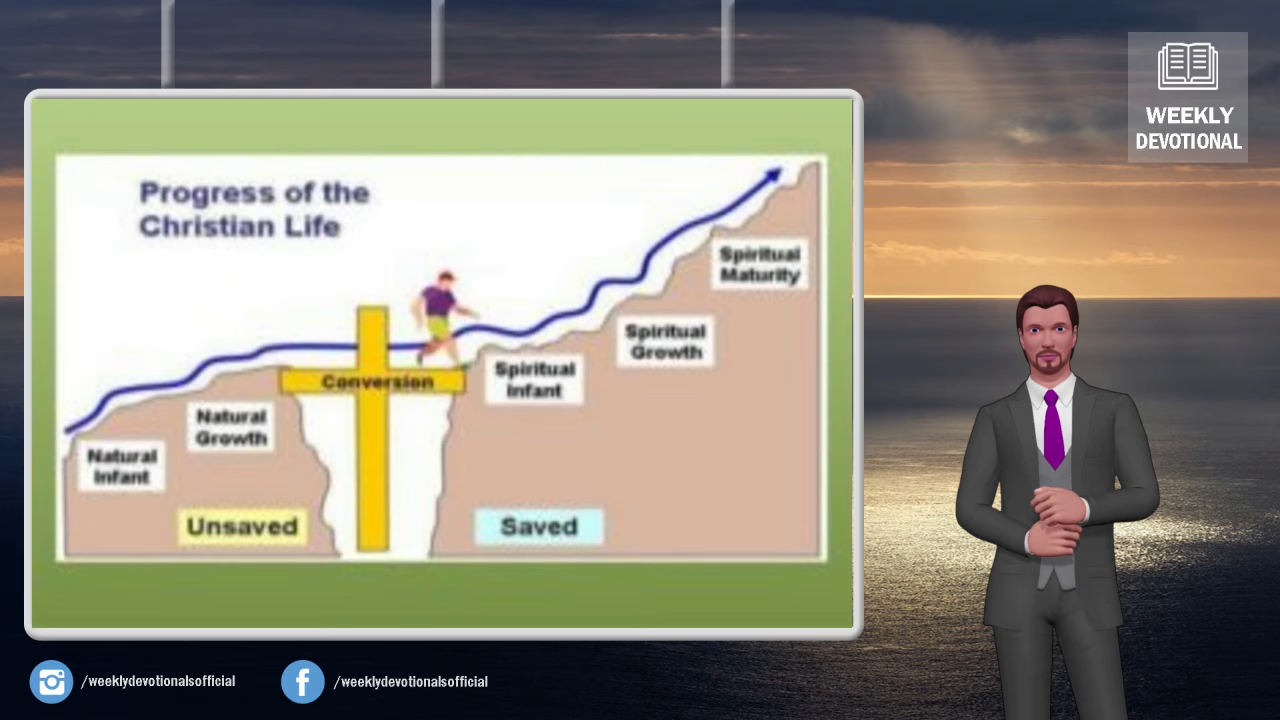 WEEKLY
DEVOTIONAL
Progress of the
Christian Life
Spiritual
Maturity
Spiritual
Growth
Spiritual
Infant
Conversion
Natural
Growth
Natural
Infant
Unsaved
Saved
/weeklydevotionalsofficial
/weeklydevotionalsofficial